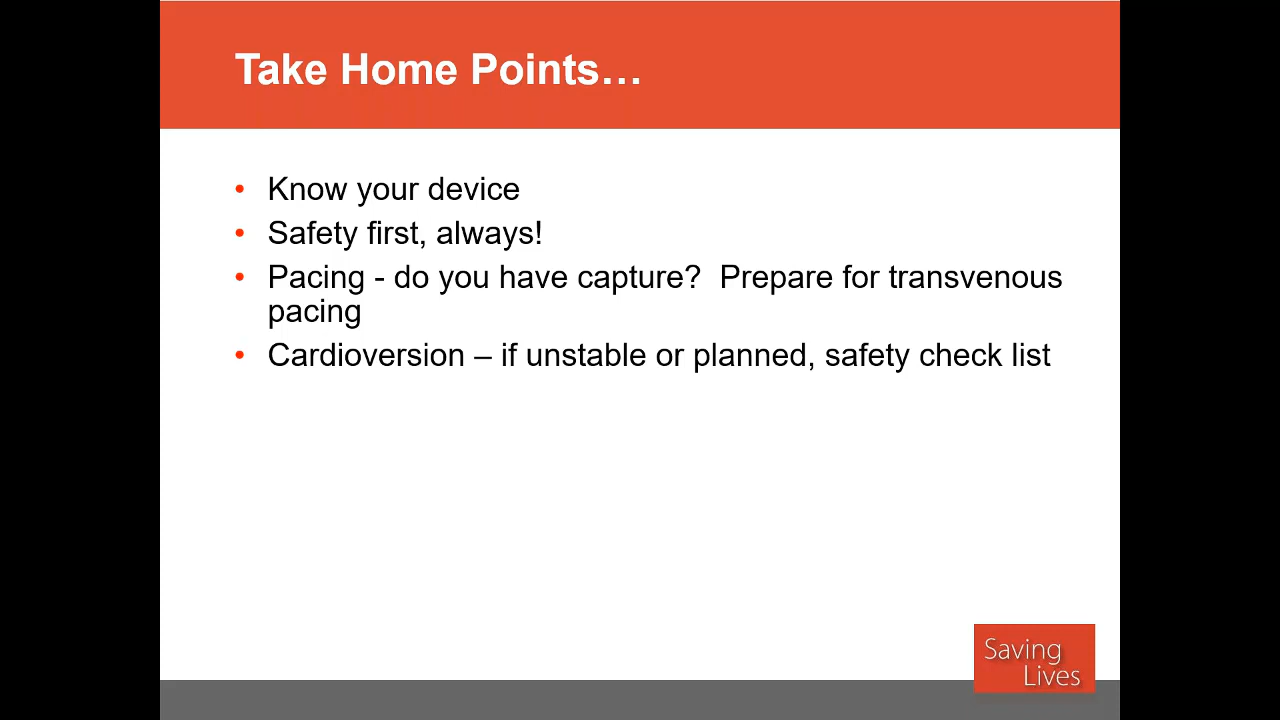 Take Home Points…
• Know your device
• Safety first, always!
• Pacing - do you have capture?  Prepare for transvenous
pacing
• Cardioversion – if unstable or planned, safety check list
Saving
Lives